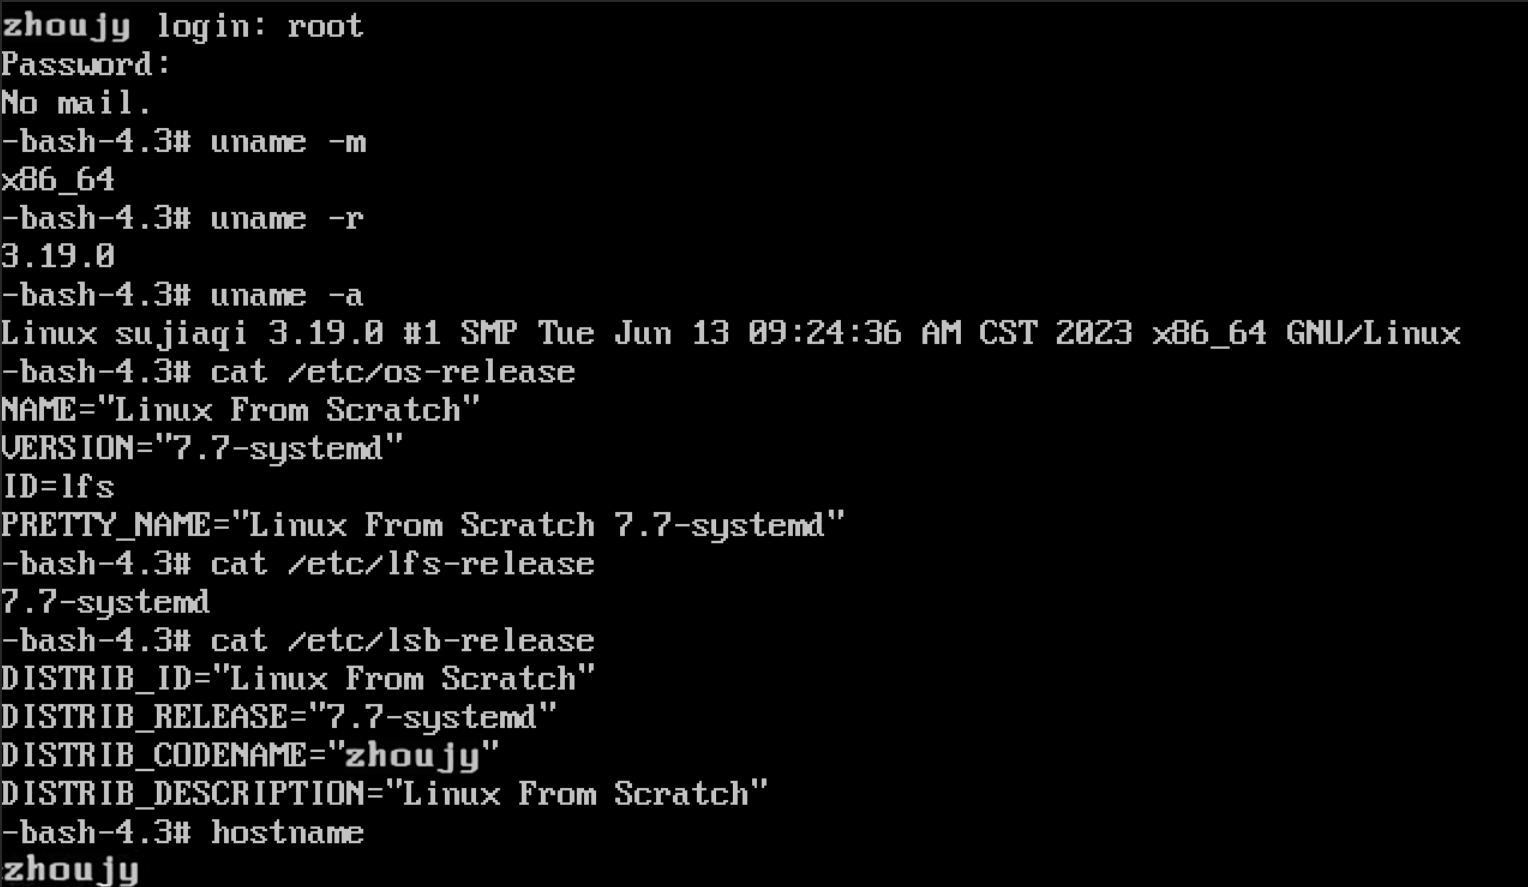 zhoujy login: root
Password:
No mail.
-bash-4.3# uname -m
x86_64
-bash-4.3# uname -r
3.19.0
-bash-4.3# uname -a
Linux sujiaqi 3.19.0 #1 SMP Tue Jun 13 09:24:36 AM CST 2023 x86_64 GNU/Linux
-bash-4.3# cat /etc/os-release
NAME="Linux From Scratch"
VERSION="7.7-systemd"
ID=lfs
PRETTY_NAME="Linux From Scratch 7.7-systemd"
-bash-4.3# cat /etc/lfs-release
7.7-systemd
-bash-4.3# cat /etc/lsb-release
DISTRIB_ID="Linux From Scratch"
DISTRIB_RELEASE="7.7-systemd"
DISTRIB_CODENAME="zhoujy"
DISTRIB_DESCRIPTION="Linux From Scratch"
-bash-4.3# hostname
zhoujy